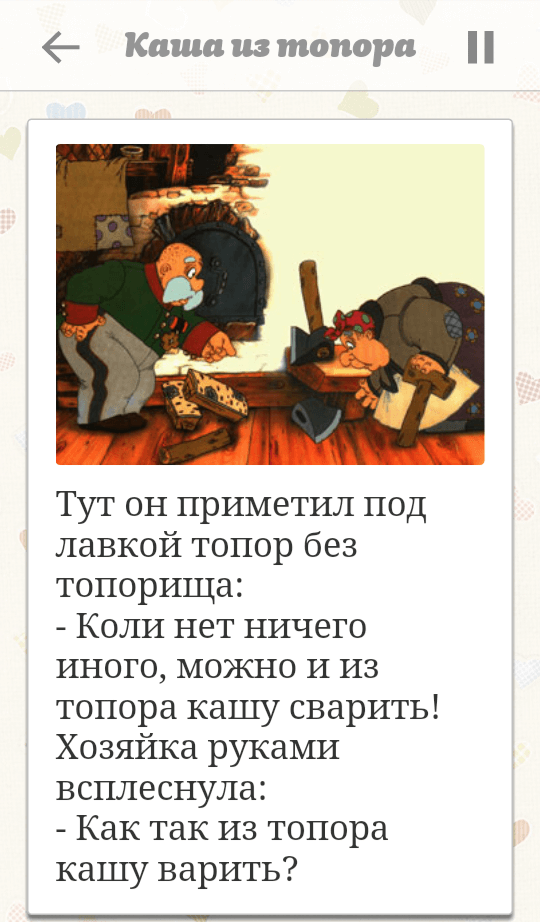 Каша из топора
Тут он приметил под
лавкой топор без
топорища:
- Коли нет ничего
иного, можно и из
топора кашу сварить!
Хозяйка руками
всплеснула:
- Как так из топора
кашу варить?